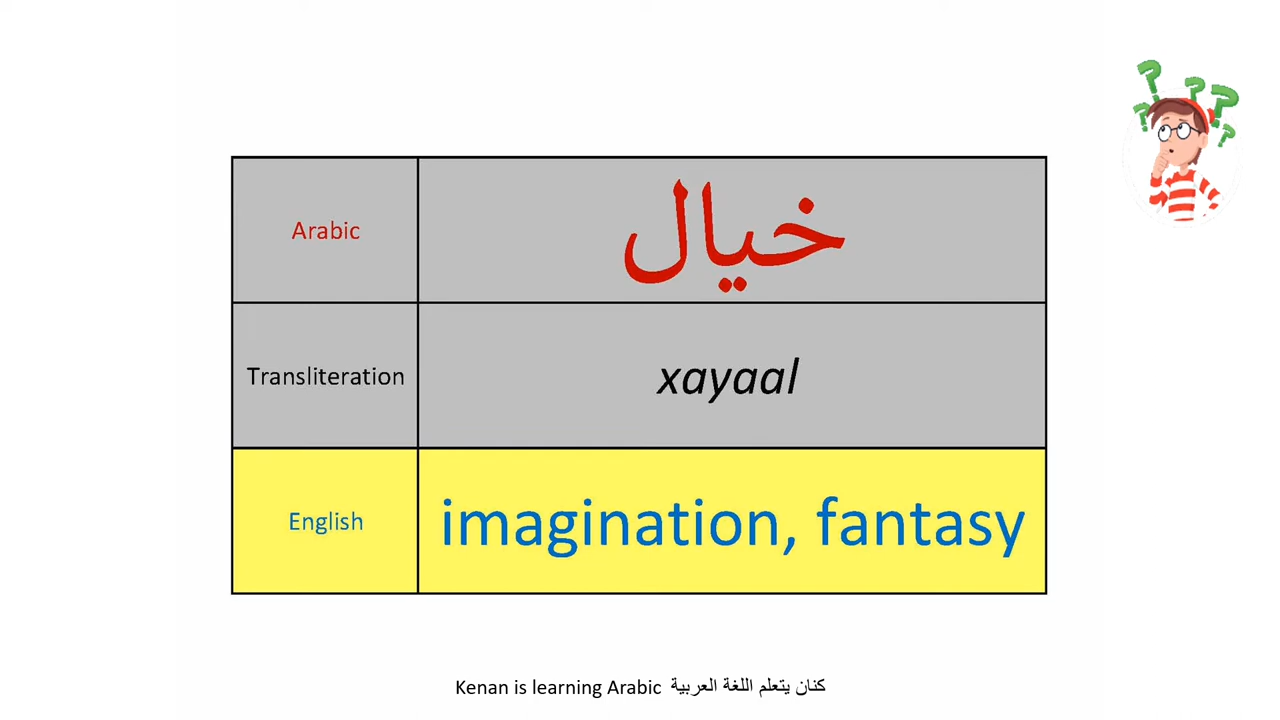 Arabic خيال
Transliteration xayaal
English imagination, fantasy
Kenan is learning Arabic كنان يتعلم اللغة العربية